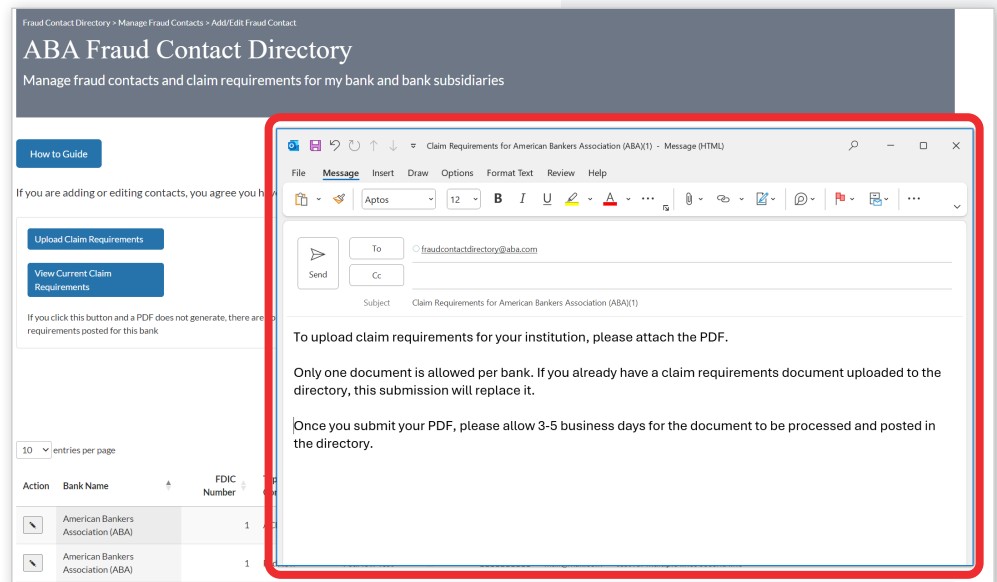 Fraud Contact Directory > Manage Fraud Contacts > Add/Edit Fraud Contact
ABA Fraud Contact Directory
Manage fraud contacts and claim requirements for my bank and bank subsidiaries
How to Guide
If you are adding or editing contacts, you agree you
Upload Claim Requirements
View Current Claim
Requirements
If you click this button and a PDF does not generate, there are
requirements posted for this bank
10 entries per page
Action Bank Name FDIC
Number
American Bankers
Association (ABA) 1
American Bankers
Association (ABA) 1
Claim Requirements for American Bankers Association (ABA)(1) - Message (HTML)
File Message Insert Draw Options Format Text Review Help
Aptos 12 B I U A
Send
To fraudcontactdirectory@aba.com
Cc
Subject Claim Requirements for American Bankers Association (ABA)(1)
To upload claim requirements for your institution, please attach the PDF.
Only one document is allowed per bank. If you already have a claim requirements document uploaded to the
directory, this submission will replace it.
Once you submit your PDF, please allow 3-5 business days for the document to be processed and posted in
the directory.